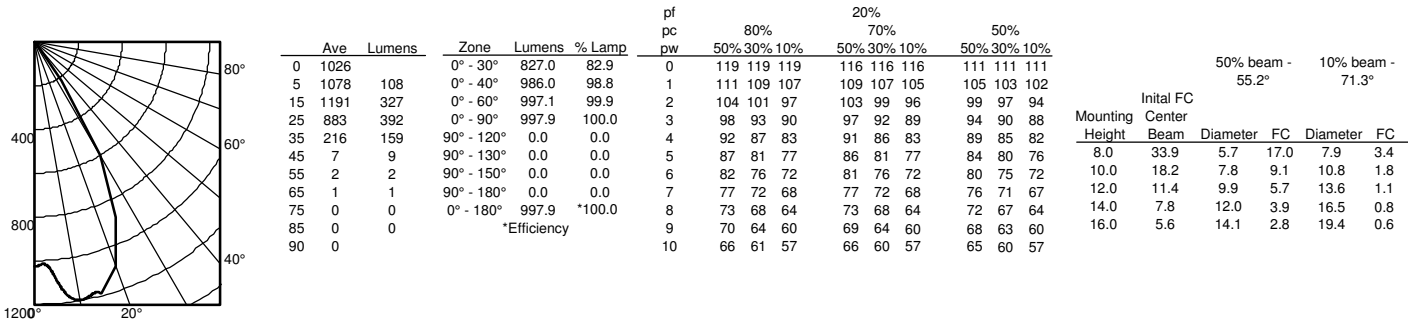 80°
60°
40°
20°
400
800
1200
0°
Ave Lumens
0 1026
5 1078 108
15 1191 327
25 883 392
35 216 159
45 7 9
55 2 2
65 1 1
75 0 0
85 0 0
90 0
Zone Lumens % Lamp
0° - 30° 827.0 82.9
0° - 40° 986.0 98.8
0° - 60° 997.1 99.9
0° - 90° 997.9 100.0
90° - 120° 0.0 0.0
90° - 130° 0.0 0.0
90° - 150° 0.0 0.0
90° - 180° 0.0 0.0
0° - 180° 997.9 *100.0
*Efficiency
pf 20%
pc 80% 70% 50%
pw 50% 30% 10% 50% 30% 10% 50% 30% 10%
0 119 119 119 116 116 116 111 111 111
1 111 109 107 109 107 105 105 103 102
2 104 101 97 103 99 96 99 97 94
3 98 93 90 97 92 89 94 90 88
4 92 87 83 91 86 83 89 85 82
5 87 81 77 86 81 77 84 80 76
6 82 76 72 81 76 72 80 75 72
7 77 72 68 77 72 68 76 71 67
8 73 68 64 73 68 64 72 67 64
9 70 64 60 69 64 60 68 63 60
10 66 61 57 66 60 57 65 60 57
50% beam - 10% beam -
55.2° 71.3°
Inital FC
Mounting Center
Height Beam Diameter FC Diameter FC
8.0 33.9 5.7 17.0 7.9 3.4
10.0 18.2 7.8 9.1 10.8 1.8
12.0 11.4 9.9 5.7 13.6 1.1
14.0 7.8 12.0 3.9 16.5 0.8
16.0 5.6 14.1 2.8 19.4 0.6